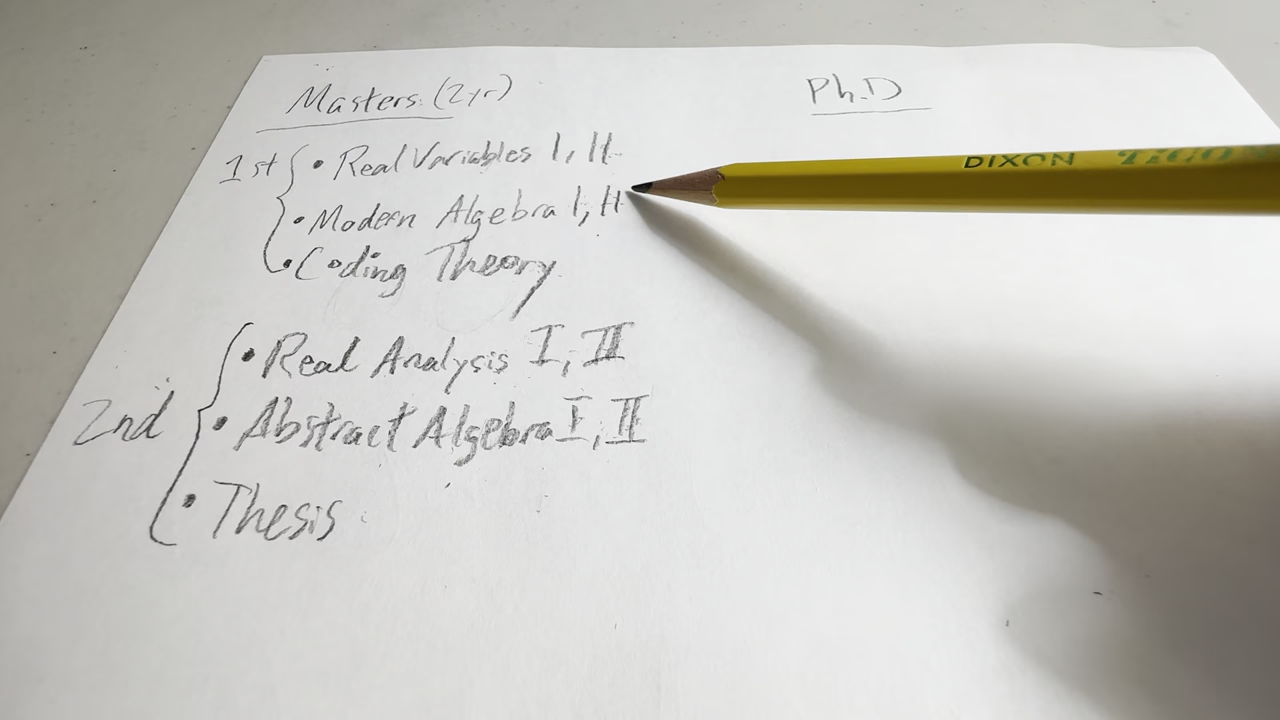 Masters (2yr)
Ph.D
1st
• Real Variables I, II
• Modern Algebra I, II
• Coding Theory
2nd
• Real Analysis I, II
• Abstract Algebra I, II
• Thesis
DIXON TICO